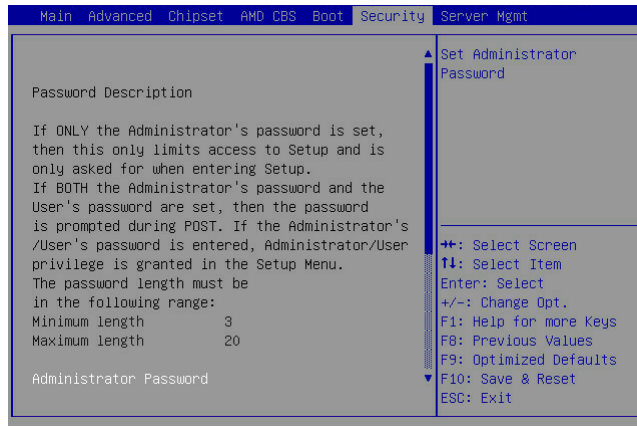 Main Advanced Chipset AMD CBS Boot Security Server Mgmt
Password Description
If ONLY the Administrator's password is set,
then this only limits access to Setup and is
only asked for when entering Setup.
If BOTH the Administrator's password and the
User's password are set, then the password
is prompted during POST. If the Administrator's
/User's password is entered, Administrator/User
privilege is granted in the Setup Menu.
The password length must be
in the following range:
Minimum length 3
Maximum length 20
Administrator Password
Set Administrator
Password
→←: Select Screen
↑↓: Select Item
Enter: Select
+/-: Change Opt.
F1: Help for more Keys
F8: Previous Values
F9: Optimized Defaults
F10: Save & Reset
ESC: Exit